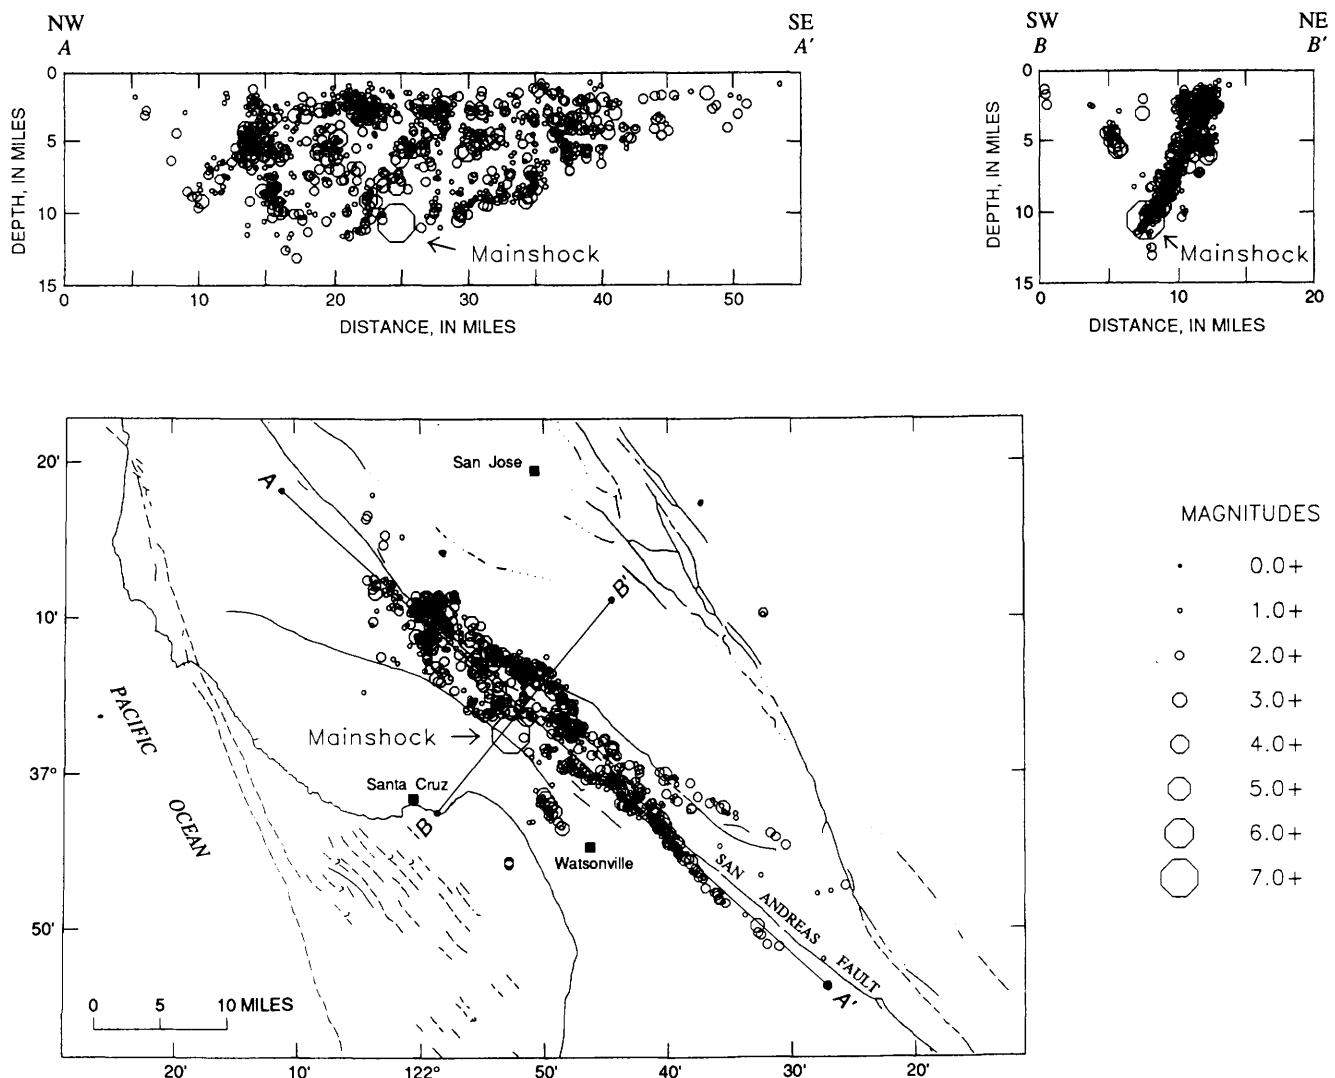 NW
A
SE
A'
0
5
10
15
DEPTH, IN MILES
Mainshock
0 10 20 30 40 50
DISTANCE, IN MILES
SW
B
NE
B'
0
5
10
15
DEPTH, IN MILES
Mainshock
0 10 20
DISTANCE, IN MILES
20'
10'
37°
50'
A
San Jose
B'
PACIFIC
OCEAN
Mainshock
Santa Cruz
B
Watsonville
SAN
ANDREAS
FAULT
A'
0 5 10 MILES
20' 10' 122° 50' 40' 30' 20'
MAGNITUDES
0.0+
1.0+
2.0+
3.0+
4.0+
5.0+
6.0+
7.0+